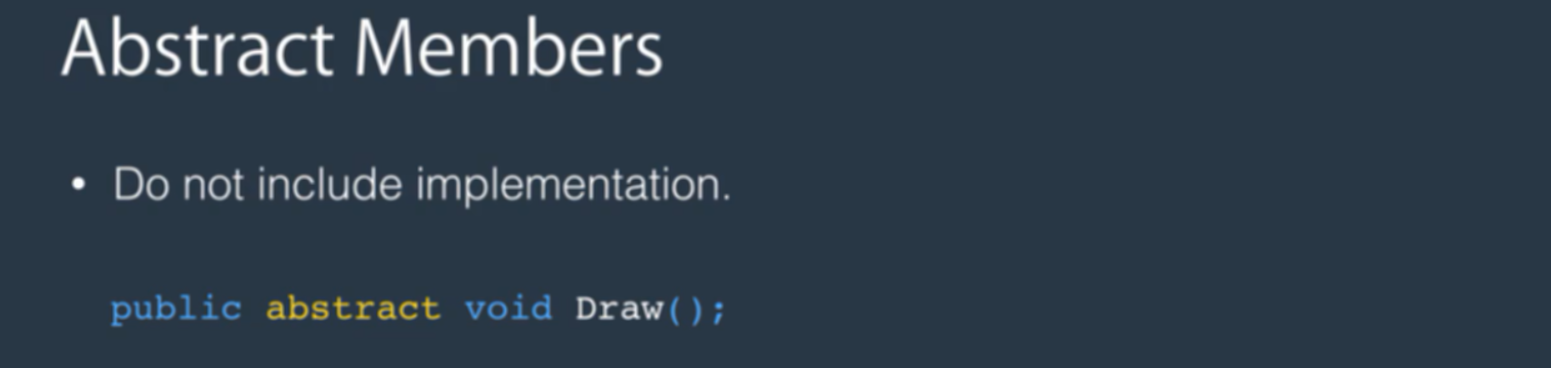 Abstract Members
• Do not include implementation.
public abstract void Draw();